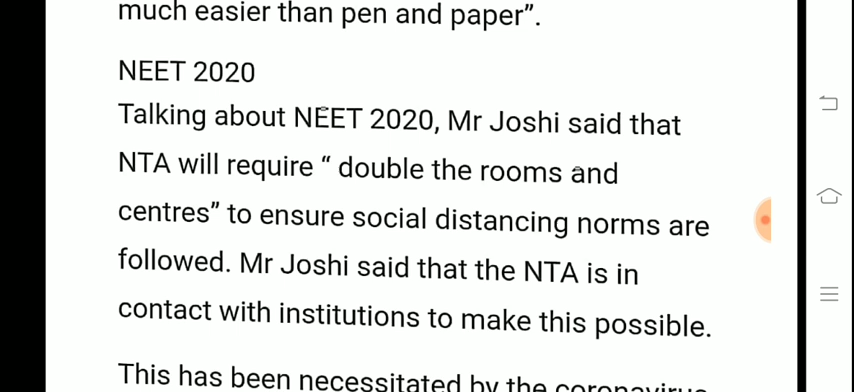 much easier than pen and paper”.
NEET 2020
Talking about NEET 2020, Mr Joshi said that
NTA will require “ double the rooms and
centres” to ensure social distancing norms are
followed. Mr Joshi said that the NTA is in
contact with institutions to make this possible.
This has been necessitated by the coronavirus